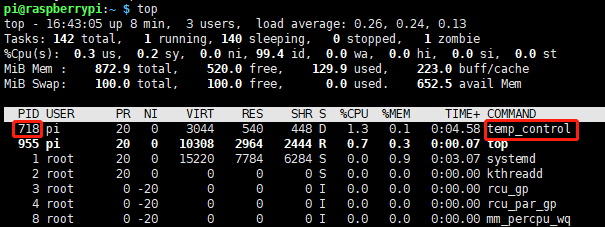 pi@raspberrypi:~ $ top
top - 16:43:05 up 8 min, 3 users, load average: 0.26, 0.24, 0.13
Tasks: 142 total, 1 running, 140 sleeping, 0 stopped, 1 zombie
%Cpu(s): 0.3 us, 0.2 sy, 0.0 ni, 99.4 id, 0.0 wa, 0.0 hi, 0.0 si, 0.0 st
MiB Mem : 872.9 total, 520.0 free, 129.9 used, 223.0 buff/cache
MiB Swap: 100.0 total, 100.0 free, 0.0 used. 652.5 avail Mem
PID USER PR NI VIRT RES SHR S %CPU %MEM TIME+ COMMAND
718 pi 20 0 3044 540 448 D 1.3 0.1 0:04.58 temp_control
955 pi 20 0 10308 2964 2444 R 0.7 0.3 0:00.07 top
1 root 20 0 15220 7784 6284 S 0.0 0.9 0:03.07 systemd
2 root 20 0 0 0 0 S 0.0 0.0 0:00.00 kthreadd
3 root 0 -20 0 0 0 I 0.0 0.0 0:00.00 rcu_gp
4 root 0 -20 0 0 0 I 0.0 0.0 0:00.00 rcu_par_gp
8 root 0 -20 0 0 0 I 0.0 0.0 0:00.00 mm_percpu_wq